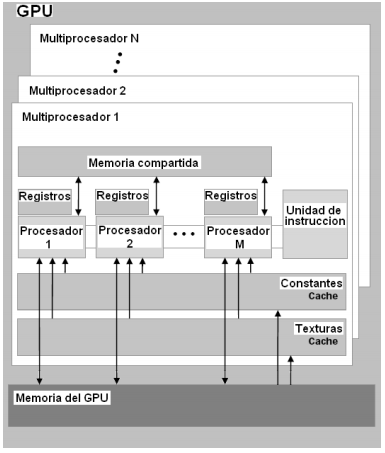 GPU
Multiprocesador N
Multiprocesador 2
Multiprocesador 1
Memoria compartida
Registros
Registros
Registros
Procesador
1
Procesador
2
Procesador
M
Unidad de
instruccion
Constantes
Cache
Texturas
Cache
Memoria del GPU